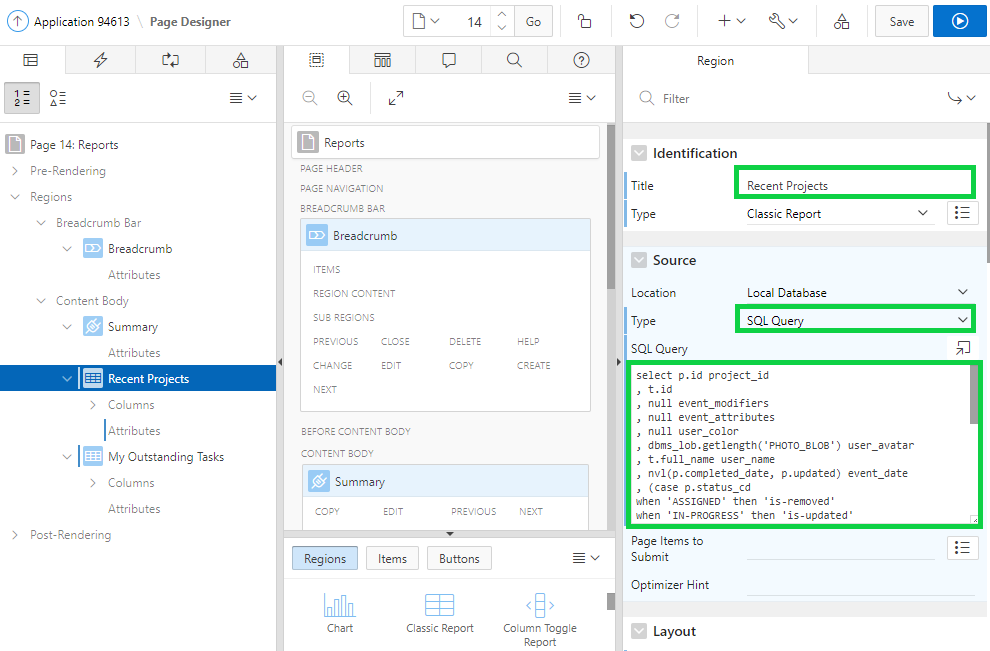 Application 94613 \ Page Designer
14
Go
Save
1
2
Page 14: Reports
Pre-Rendering
Regions
Breadcrumb Bar
Breadcrumb
Attributes
Content Body
Summary
Attributes
Recent Projects
Columns
Attributes
My Outstanding Tasks
Columns
Attributes
Post-Rendering
Reports
PAGE HEADER
PAGE NAVIGATION
BREADCRUMB BAR
Breadcrumb
ITEMS
REGION CONTENT
SUB REGIONS
PREVIOUS CLOSE DELETE HELP
CHANGE EDIT COPY CREATE
NEXT
BEFORE CONTENT BODY
CONTENT BODY
Summary
COPY EDIT PREVIOUS NEXT
Regions Items Buttons
Chart
Classic Report
Column Toggle
Report
Region
Filter
Identification
Title Recent Projects
Type Classic Report
Source
Location Local Database
Type SQL Query
SQL Query
select p.id project_id
, t.id
, null event_modifiers
, null event_attributes
, null user_color
, dbms_lob.getlength('PHOTO_BLOB') user_avatar
, t.full_name user_name
, nvl(p.completed_date, p.updated) event_date
, (case p.status_cd
when 'ASSIGNED' then 'is-removed'
when 'IN-PROGRESS' then 'is-updated'
Page Items to
Submit
Optimizer Hint
Layout